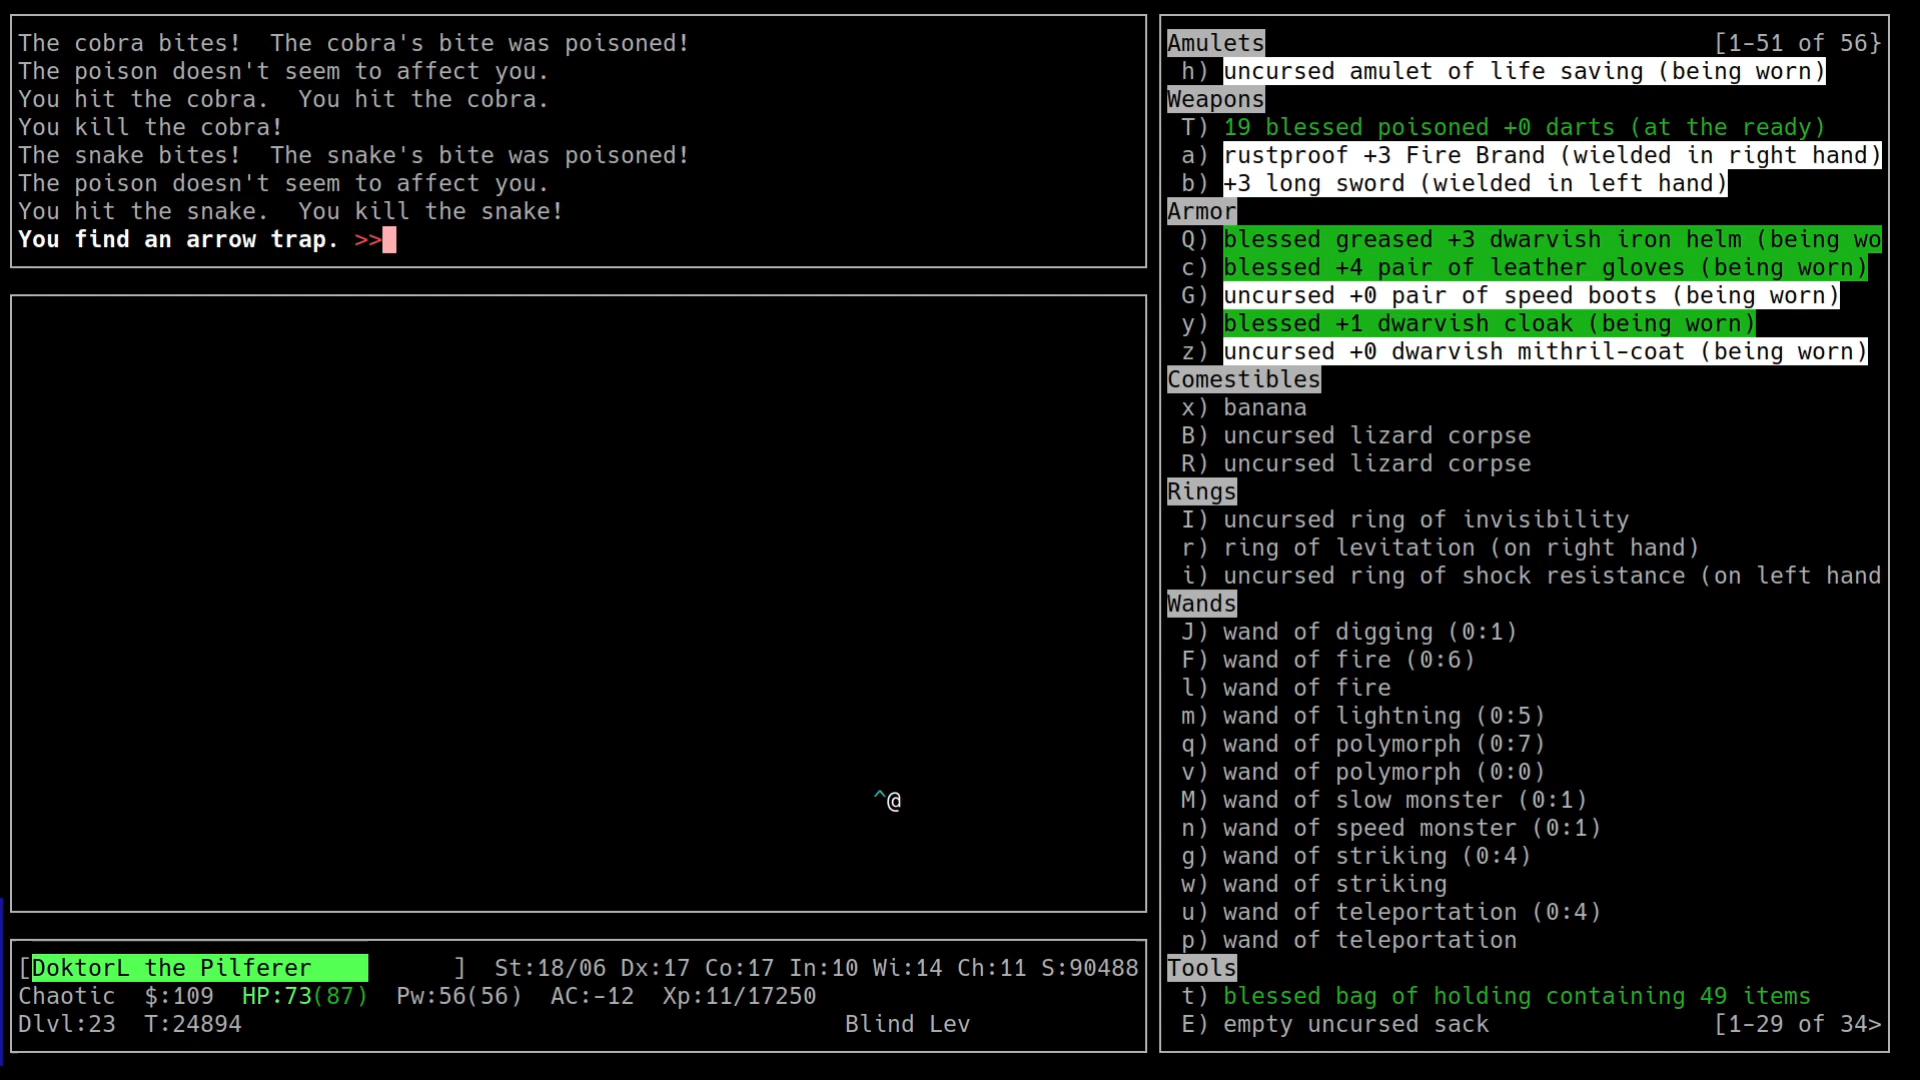 The cobra bites!  The cobra's bite was poisoned!
The poison doesn't seem to affect you.
You hit the cobra.  You hit the cobra.
You kill the cobra!
The snake bites!  The snake's bite was poisoned!
The poison doesn't seem to affect you.
You hit the snake.  You kill the snake!
You find an arrow trap. >>
^@
[DoktorL the Pilferer          ]  St:18/06 Dx:17 Co:17 In:10 Wi:14 Ch:11 S:90488
Chaotic  $:109  HP:73(87)  Pw:56(56)  AC:-12  Xp:11/17250
Dlvl:23  T:24894                                           Blind Lev
Amulets                                [1-51 of 56}
h) uncursed amulet of life saving (being worn)
Weapons
T) 19 blessed poisoned +0 darts (at the ready)
a) rustproof +3 Fire Brand (wielded in right hand)
b) +3 long sword (wielded in left hand)
Armor
Q) blessed greased +3 dwarvish iron helm (being wo
c) blessed +4 pair of leather gloves (being worn)
G) uncursed +0 pair of speed boots (being worn)
y) blessed +1 dwarvish cloak (being worn)
z) uncursed +0 dwarvish mithril-coat (being worn)
Comestibles
x) banana
B) uncursed lizard corpse
R) uncursed lizard corpse
Rings
I) uncursed ring of invisibility
r) ring of levitation (on right hand)
i) uncursed ring of shock resistance (on left hand
Wands
J) wand of digging (0:1)
F) wand of fire (0:6)
l) wand of fire
m) wand of lightning (0:5)
q) wand of polymorph (0:7)
v) wand of polymorph (0:0)
M) wand of slow monster (0:1)
n) wand of speed monster (0:1)
g) wand of striking (0:4)
w) wand of striking
u) wand of teleportation (0:4)
p) wand of teleportation
Tools
t) blessed bag of holding containing 49 items
E) empty uncursed sack                [1-29 of 34>